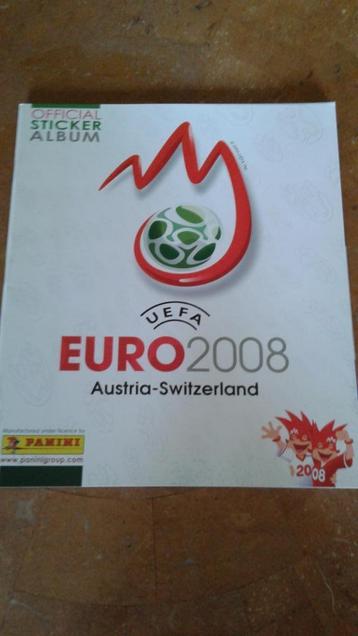 OFFICIAL
STICKER
ALBUM
UEFA
EURO2008
Austria-Switzerland
Manufactured under licence by
PANINI
www.paninigroup.com
2008